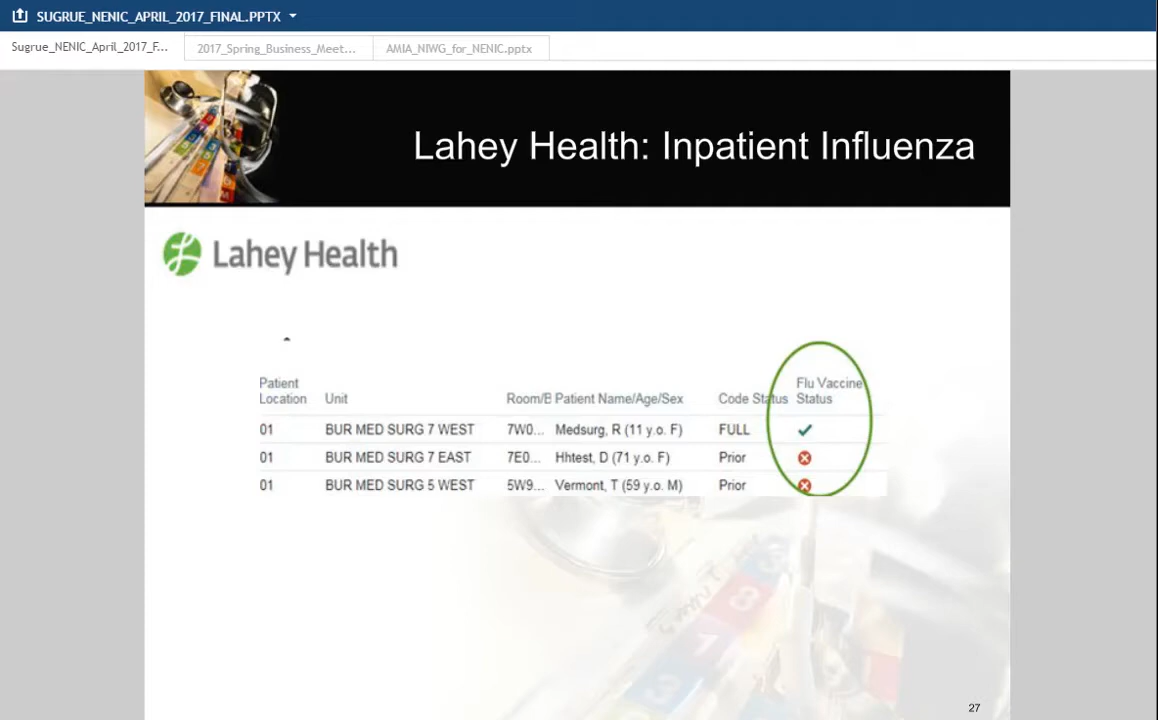 SUGRUE_NENIC_APRIL_2017_FINAL.PPTX
Sugrue_NENIC_April_2017_F... 2017_Spring_Business_Meet... AMIA_NIWG_for_NENIC.pptx
Lahey Health: Inpatient Influenza
Lahey Health
Patient Location Unit Room/B Patient Name/Age/Sex Code Status Flu Vaccine Status
01 BUR MED SURG 7 WEST 7W0... Medsurg, R (11 y.o. F) FULL
01 BUR MED SURG 7 EAST 7E0... Hhtest, D (71 y.o. F) Prior
01 BUR MED SURG 5 WEST 5W9... Vermont, T (59 y.o. M) Prior
27